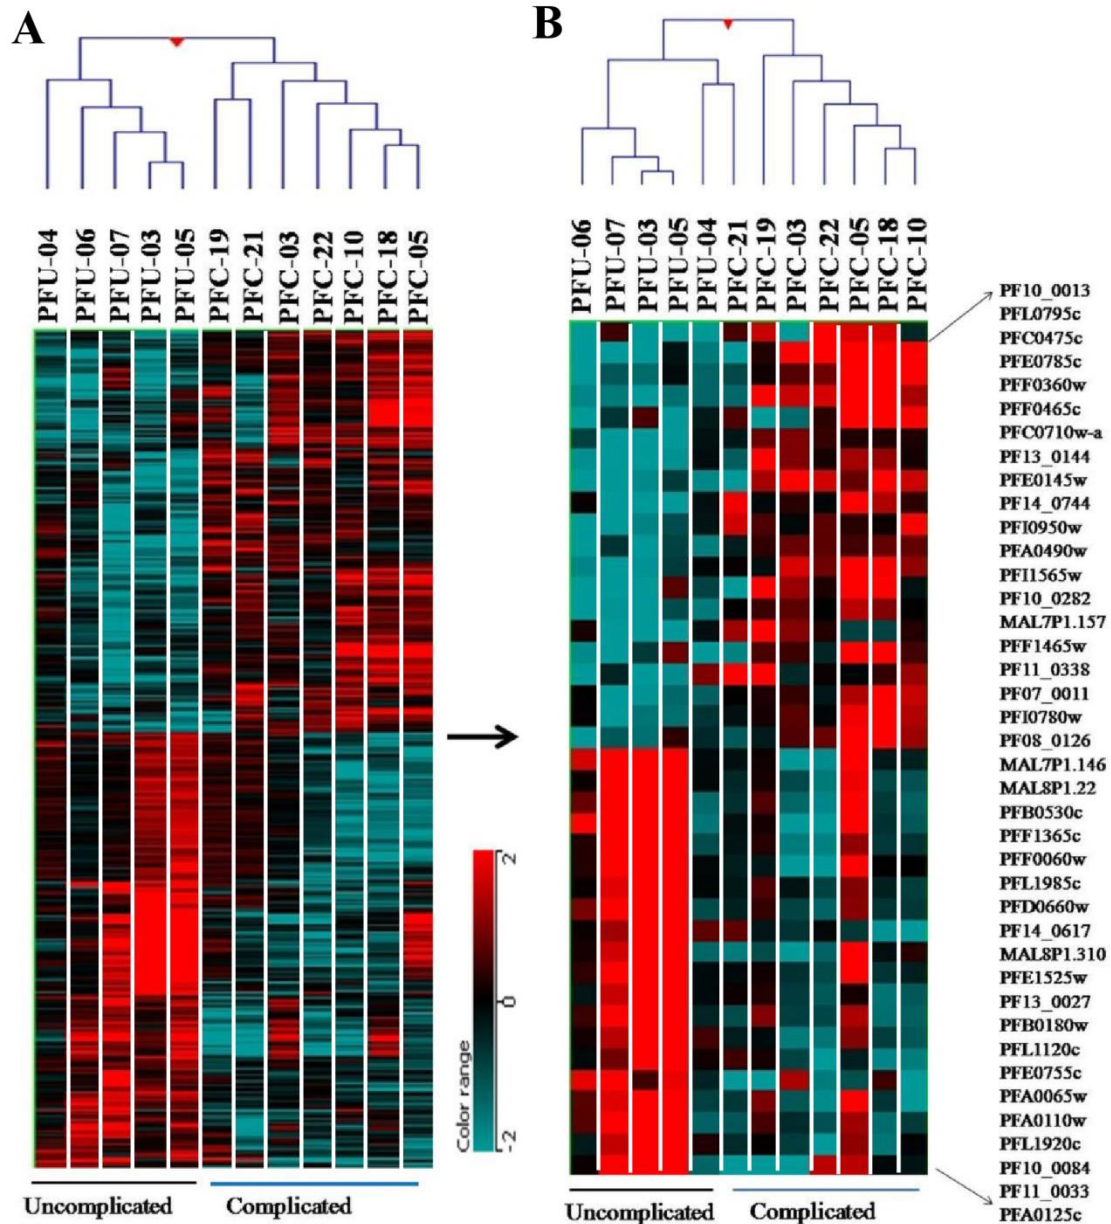 A
B
PFU-04
PFU-06
PFU-07
PFU-03
PFU-05
PFC-19
PFC-21
PFC-03
PFC-22
PFC-10
PFC-18
PFC-05
PFU-06
PFU-07
PFU-03
PFU-05
PFU-04
PFC-21
PFC-19
PFC-03
PFC-22
PFC-05
PFC-18
PFC-10
PF10_0013
PFL0795c
PFC0475c
PFE0785c
PFF0360w
PFF0465c
PFC0710w-a
PF13_0144
PFE0145w
PF14_0744
PFI0950w
PFA0490w
PFI1565w
PF10_0282
MAL7P1.157
PFF1465w
PF11_0338
PF07_0011
PFI0780w
PF08_0126
MAL7P1.146
MAL8P1.22
PFB0530c
PFF1365c
PFF0060w
PFL1985c
PFD0660w
PF14_0617
MAL8P1.310
PFE1525w
PF13_0027
PFB0180w
PFL1120c
PFE0755c
PFA0065w
PFA0110w
PFL1920c
PF10_0084
PF11_0033
PFA0125c
Color range
2
0
-2
Uncomplicated
Complicated
Uncomplicated
Complicated